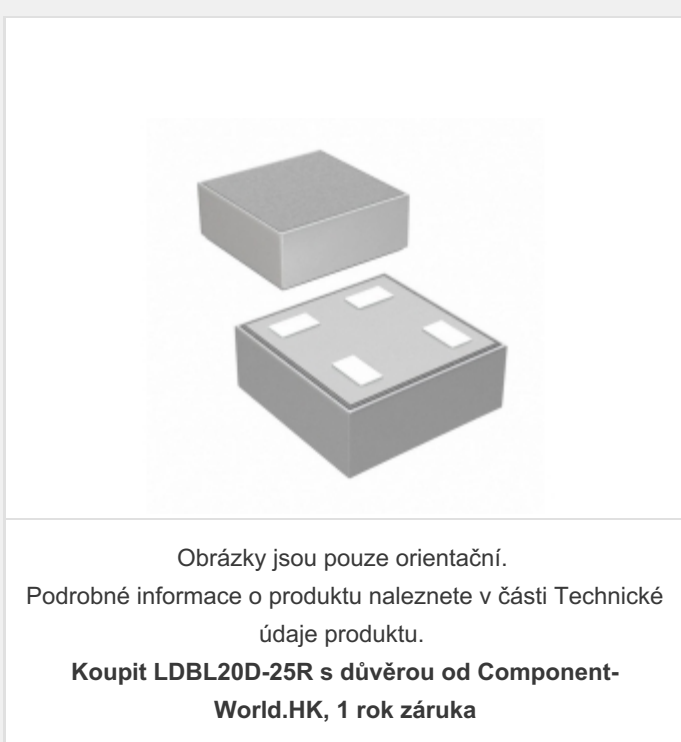 Obrázky jsou pouze orientační.
Podrobné informace o produktu naleznete v části Technické
údaje produktu.
Koupit LDBL20D-25R s důvěrou od Component-
World.HK, 1 rok záruka